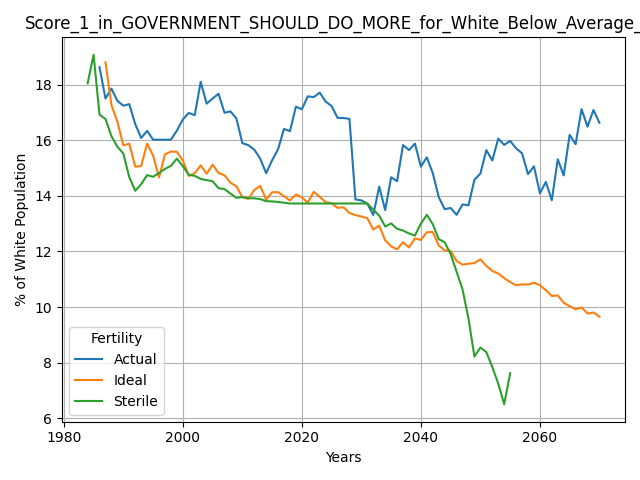 Score_1_in_GOVERNMENT_SHOULD_DO_MORE_for_White_Below_Average_
18
16
14
12
10
8
6
% of White Population
Fertility
Actual
Ideal
Sterile
1980 2000 2020 2040 2060
Years